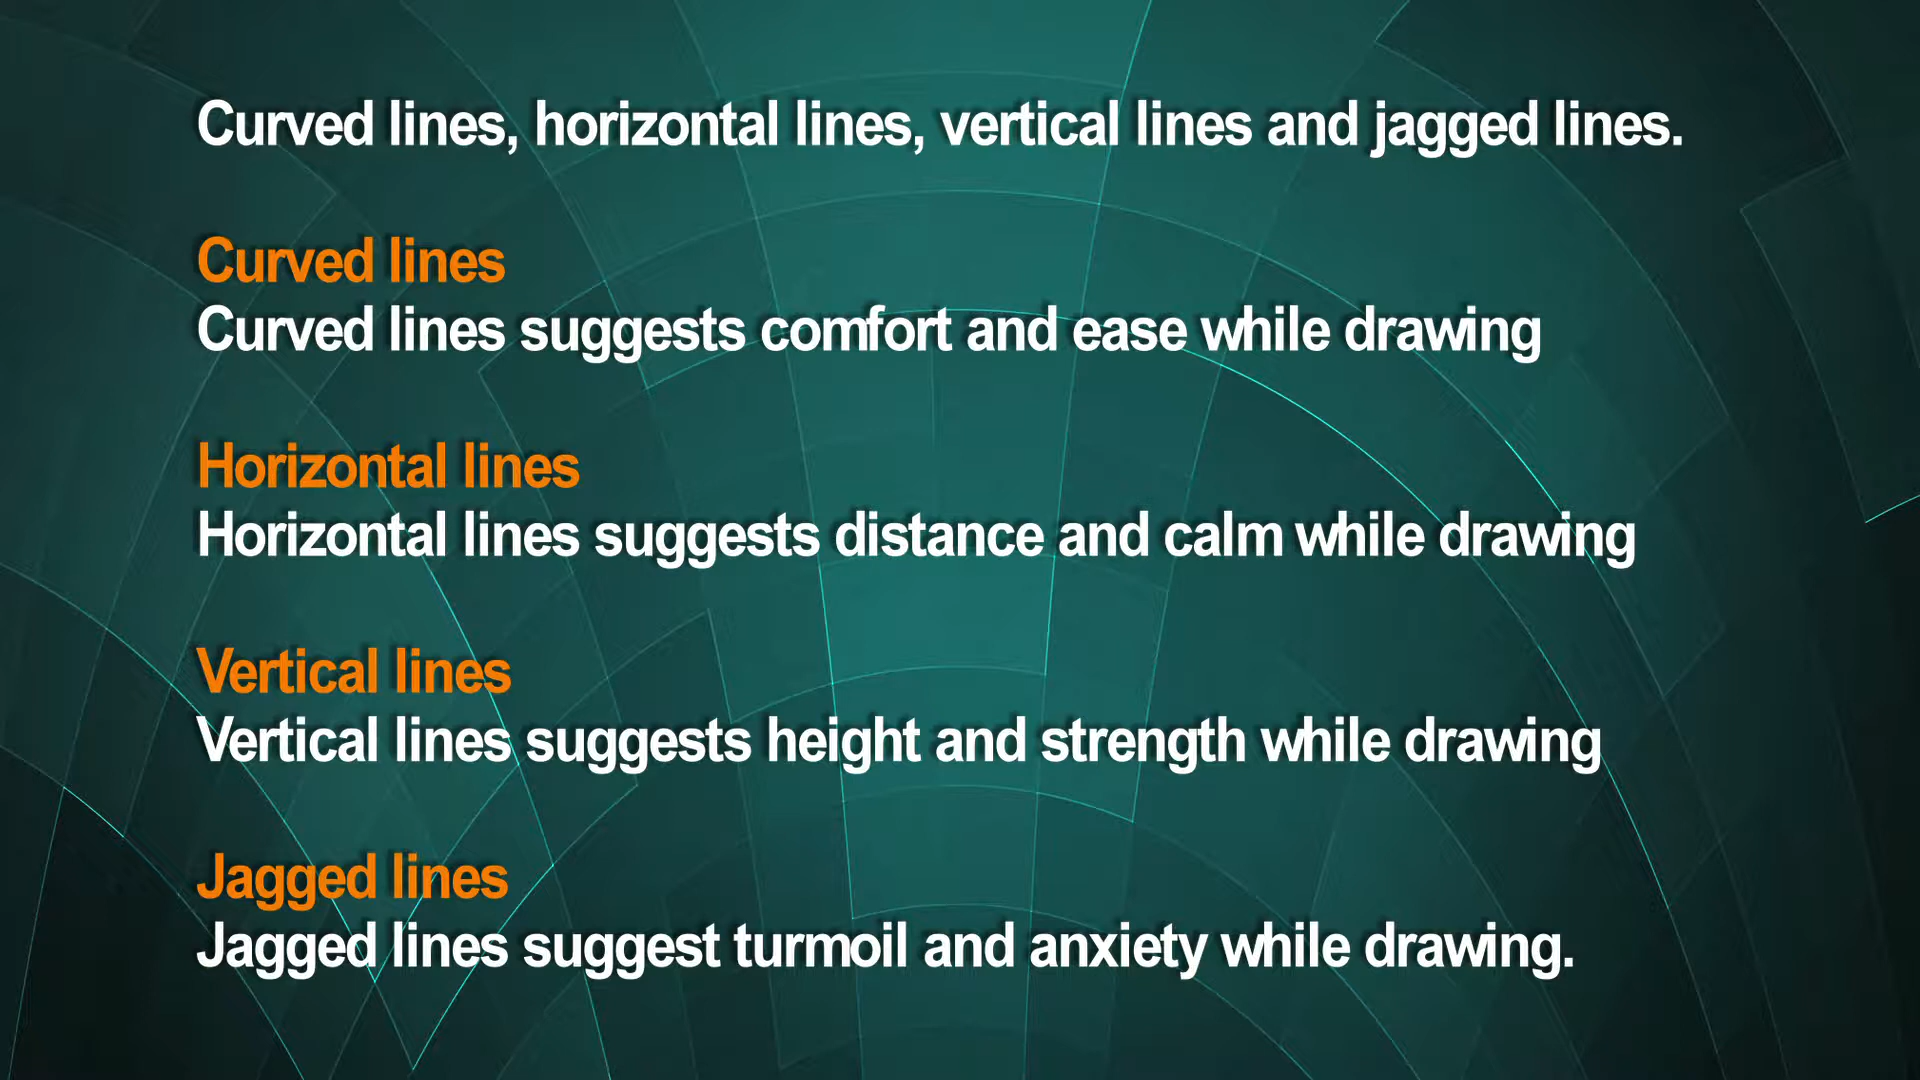 Curved lines, horizontal lines, vertical lines and jagged lines.
Curved lines
Curved lines suggests comfort and ease while drawing
Horizontal lines
Horizontal lines suggests distance and calm while drawing
Vertical lines
Vertical lines suggests height and strength while drawing
Jagged lines
Jagged lines suggest turmoil and anxiety while drawing.